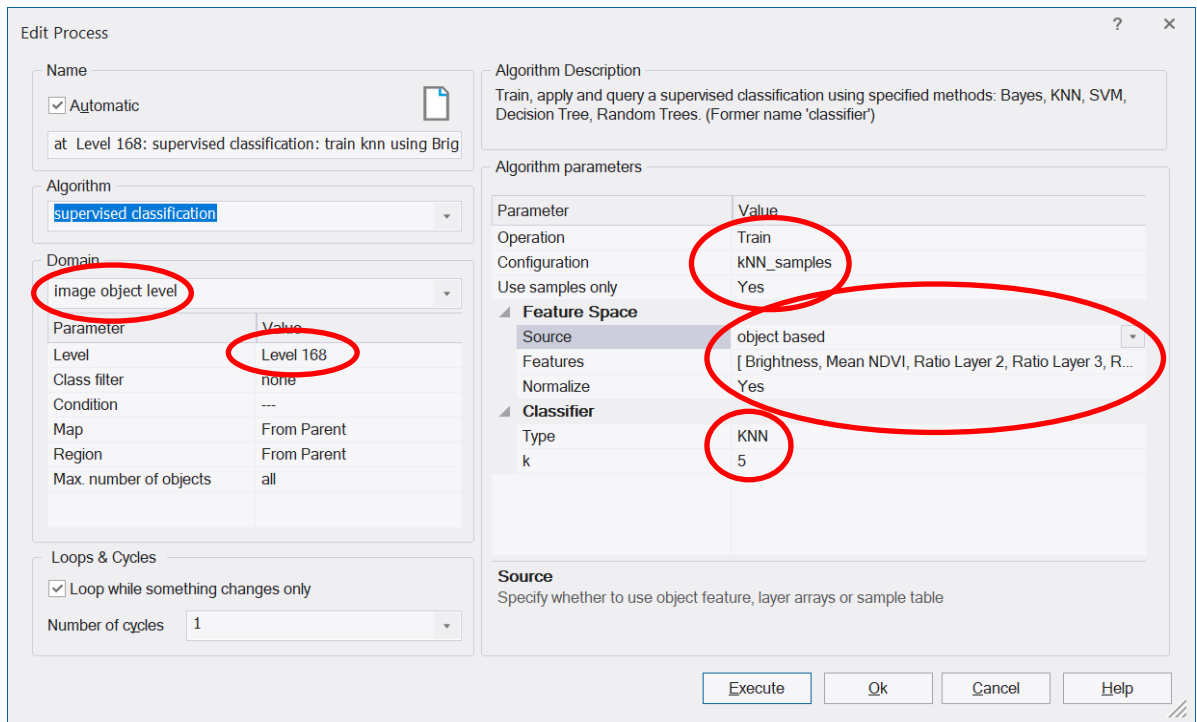 Edit Process
? ×
Name
Automatic
at Level 168: supervised classification: train knn using Brig
Algorithm
supervised classification
Domain
image object level
Parameter Value
Level Level 168
Class filter none
Condition ---
Map From Parent
Region From Parent
Max. number of objects all
Loops & Cycles
Loop while something changes only
Number of cycles 1
Algorithm Description
Train, apply and query a supervised classification using specified methods: Bayes, KNN, SVM,
Decision Tree, Random Trees. (Former name 'classifier')
Algorithm parameters
Parameter Value
Operation Train
Configuration kNN_samples
Use samples only Yes
Feature Space
Source object based
Features [ Brightness, Mean NDVI, Ratio Layer 2, Ratio Layer 3, R...
Normalize Yes
Classifier
Type KNN
k 5
Source
Specify whether to use object feature, layer arrays or sample table
Execute Ok Cancel Help